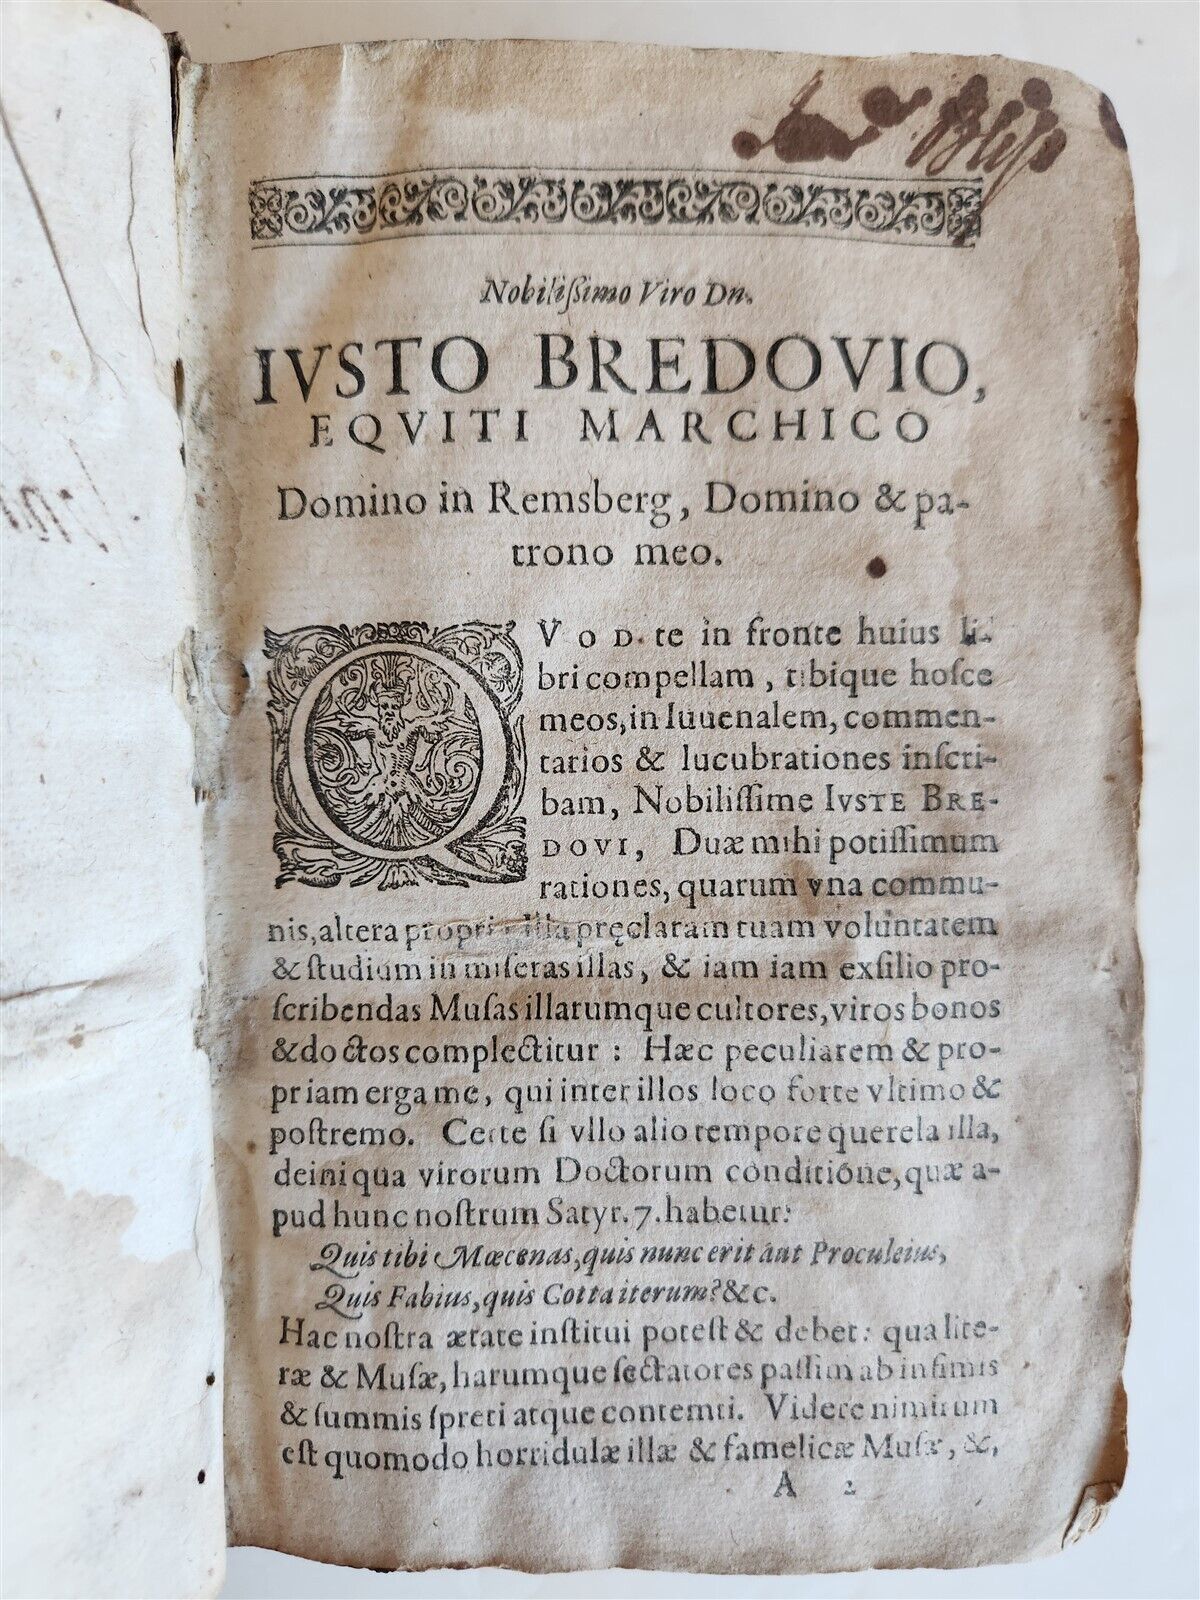 Nobilißimo Viro Dn.
IVSTO BREDOVIO,
EQVITI MARCHICO
Domino in Remsberg, Domino & pa-
trono meo.
QVOD te in fronte huius li-
bri compellam, tibique hosce
meos, in Iuuenalem, commen-
tarios & lucubrationes inscri-
bam, Nobilissime IVSTE BRE-
DOVI, Duæ mihi potissimum
rationes, quarum vna commu-
nis, altera propria. Illa pręclaram tuam voluntatem
& studium in miseras illas, & iam iam exsilio pro-
scribendas Musas illarumque cultores, viros bonos
& doctos complectitur: Hæc peculiarem & pro-
priam erga me, qui inter illos loco forte vltimo &
postremo. Certe si vllo alio tempore querela illa,
de iniqua virorum Doctorum conditione, quæ a-
pud hunc nostrum Satyr. 7. habetur:
Quis tibi Mœcenas, quis nunc erit aut Proculeius,
Quis Fabius, quis Cotta iterum? &c.
Hac nostra ætate institui potest & debet: qua lite-
ræ & Musæ, harumque sectatores passim ab infimis
& summis spreti atque contemti. Videre nimirum
est quomodo horridulæ illæ & famelicæ Musæ, &,
A 2